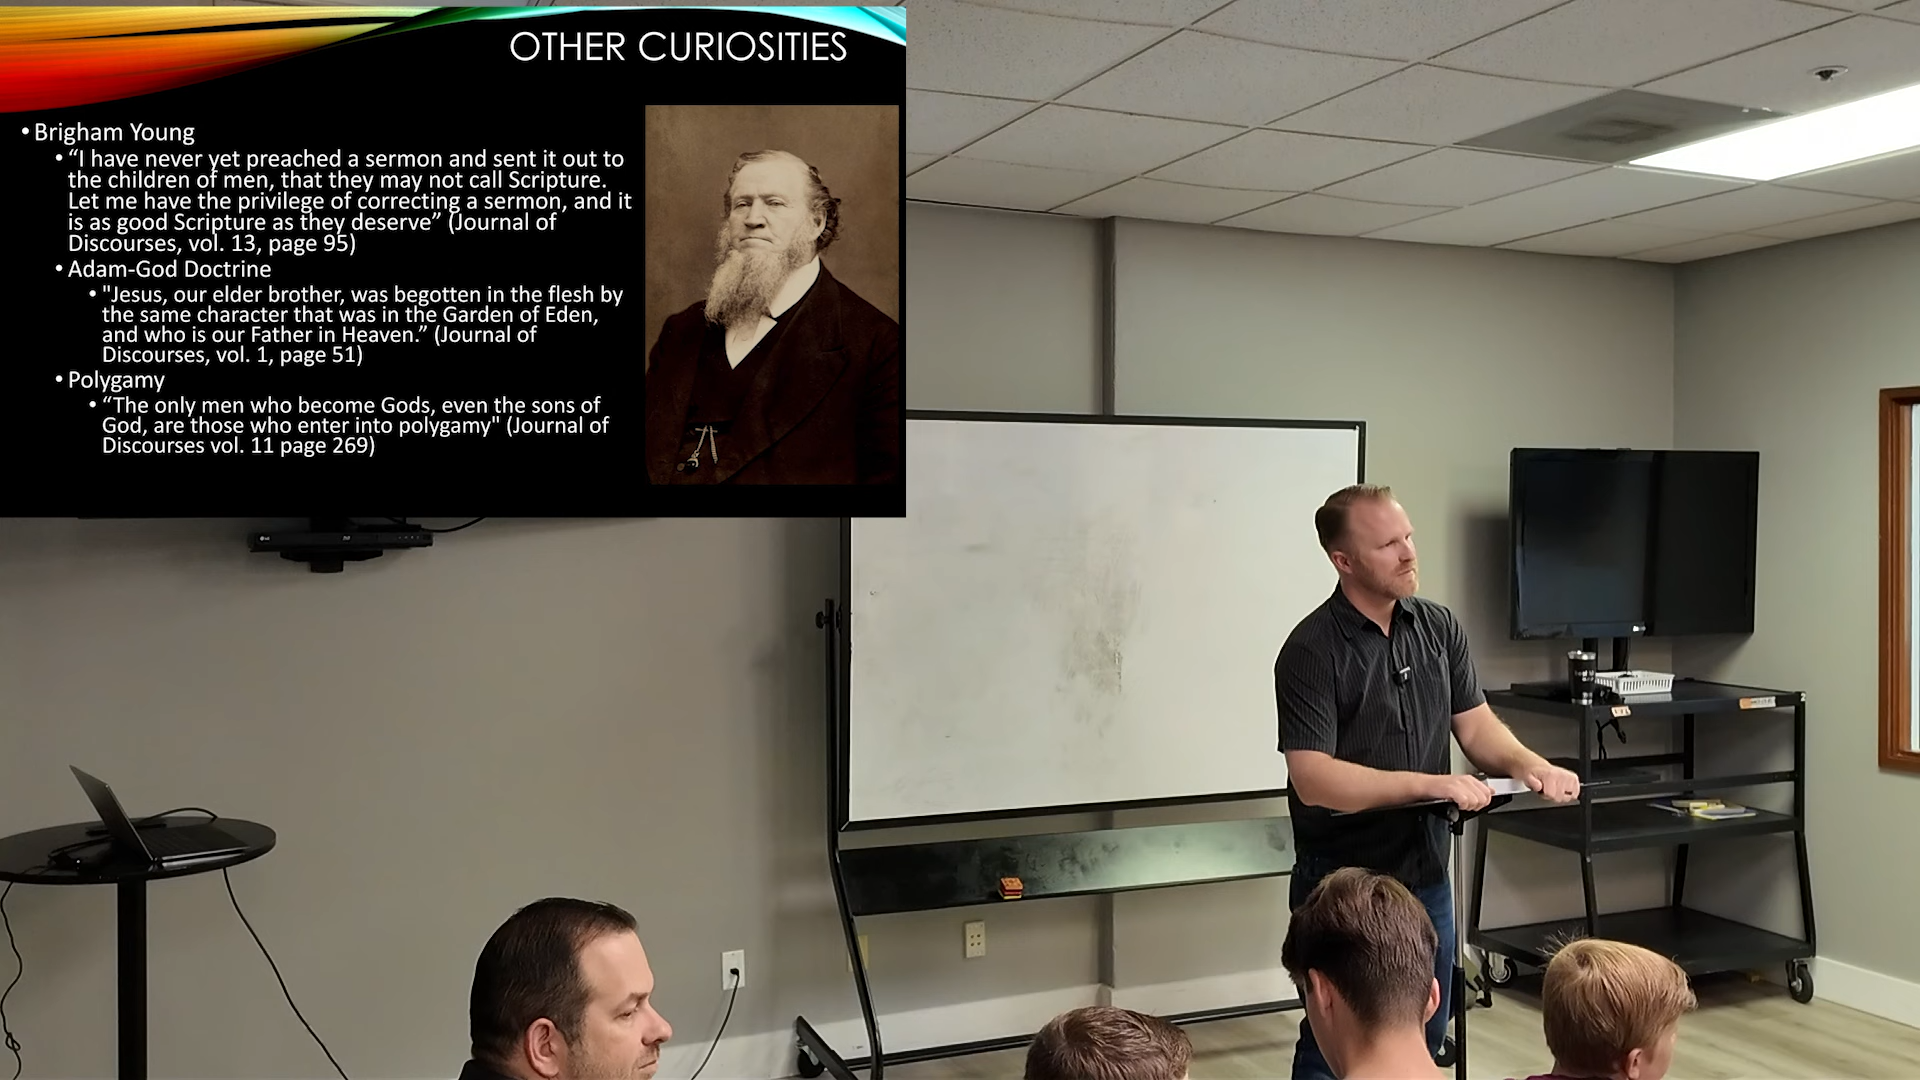 OTHER CURIOSITIES
• Brigham Young
• “I have never yet preached a sermon and sent it out to
the children of men, that they may not call Scripture.
Let me have the privilege of correcting a sermon, and it
is as good Scripture as they deserve” (Journal of
Discourses, vol. 13, page 95)
• Adam-God Doctrine
• "Jesus, our elder brother, was begotten in the flesh by
the same character that was in the Garden of Eden,
and who is our Father in Heaven.” (Journal of
Discourses, vol. 1, page 51)
• Polygamy
• “The only men who become Gods, even the sons of
God, are those who enter into polygamy" (Journal of
Discourses vol. 11 page 269)